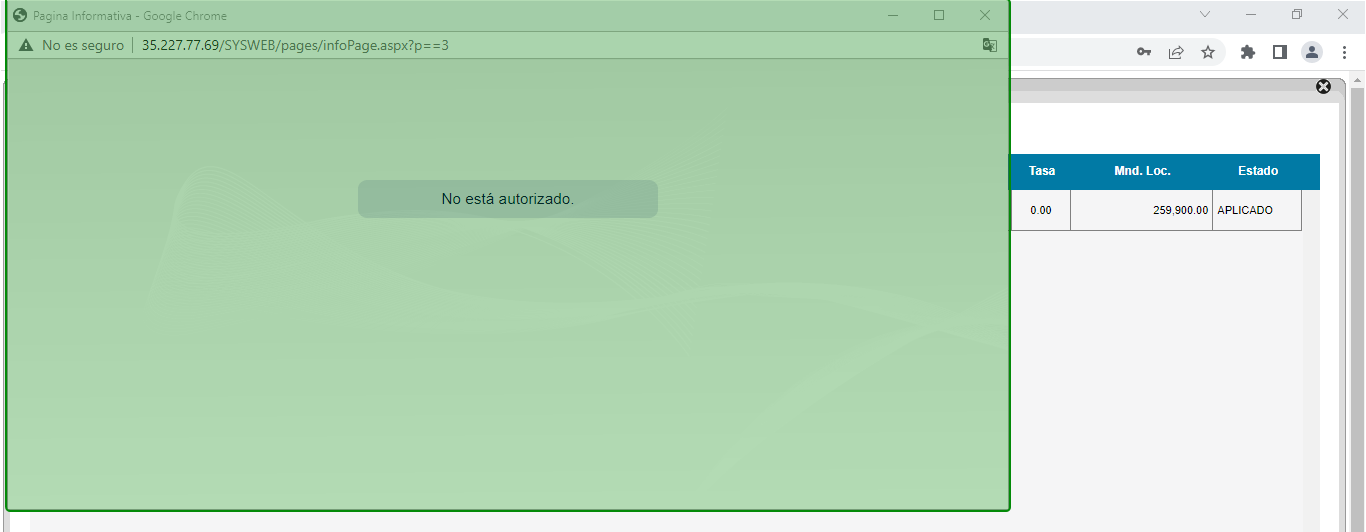 Pagina Informativa - Google Chrome
No es seguro
35.227.77.69/SYSWEB/pages/infoPage.aspx?p==3
No está autorizado.
Tasa Mnd. Loc. Estado
0.00 259,900.00 APLICADO